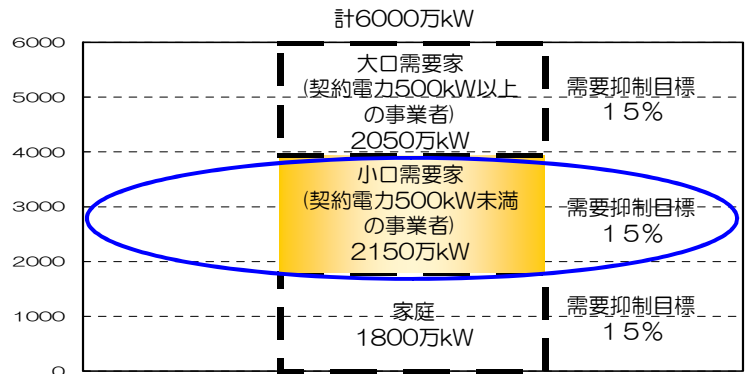 計6000万kW
6000
5000
4000
3000
2000
1000
0
大口需要家
(契約電力500kW以上
の事業者)
2050万kW
需要抑制目標
15%
小口需要家
(契約電力500kW未満
の事業者)
2150万kW
需要抑制目標
15%
家庭
1800万kW
需要抑制目標
15%